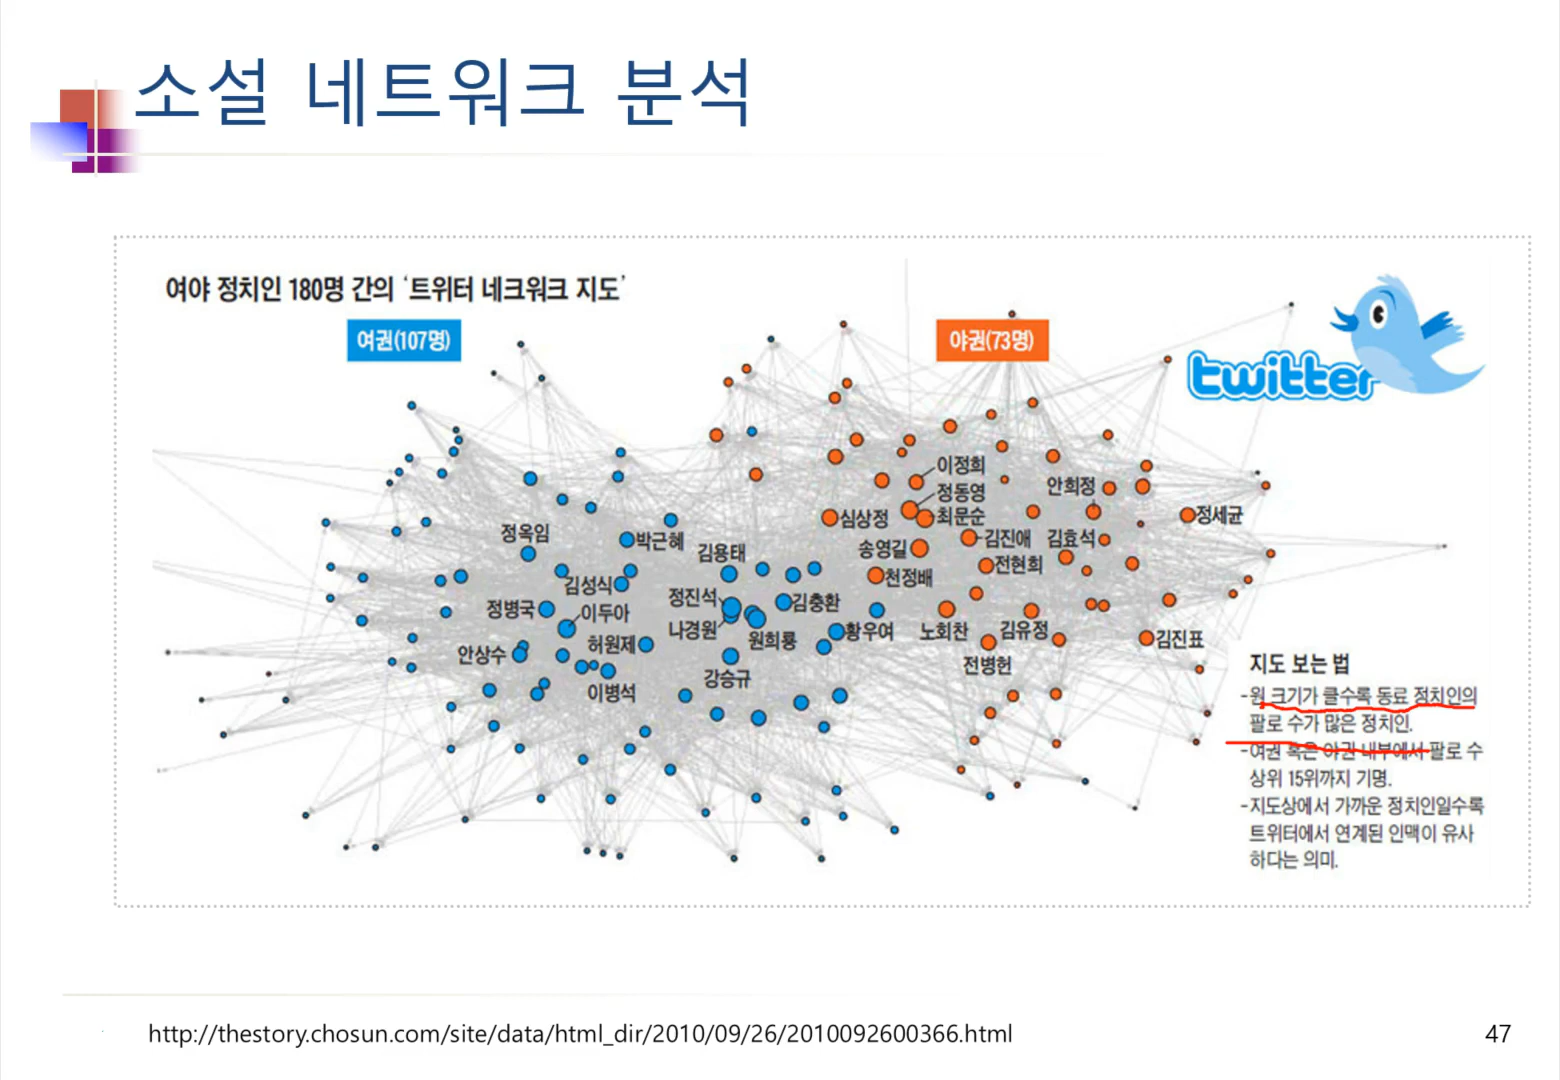 소설 네트워크 분석
여야 정치인 180명 간의 ‘트위터 네크워크 지도’
여권(107명)
야권(73명)
twitter
이정희
정동영
안희정
심상정
최문순
정세균
정옥임
박근혜
김용태
송영길
김진애
김효석
김성식
천정배
전현희
정병국
이두아
정진석
김충환
나경원
원희룡
황우여
노회찬
김유정
김진표
안상수
허원제
강승규
전병헌
이병석
지도 보는 법
-원 크기가 클수록 동료 정치인의
팔로 수가 많은 정치인.
-여권 혹은 야권 내부에서 팔로 수
상위 15위까지 기명.
-지도상에서 가까운 정치인일수록
트위터에서 연계된 인맥이 유사
하다는 의미.
http://thestory.chosun.com/site/data/html_dir/2010/09/26/2010092600366.html
47